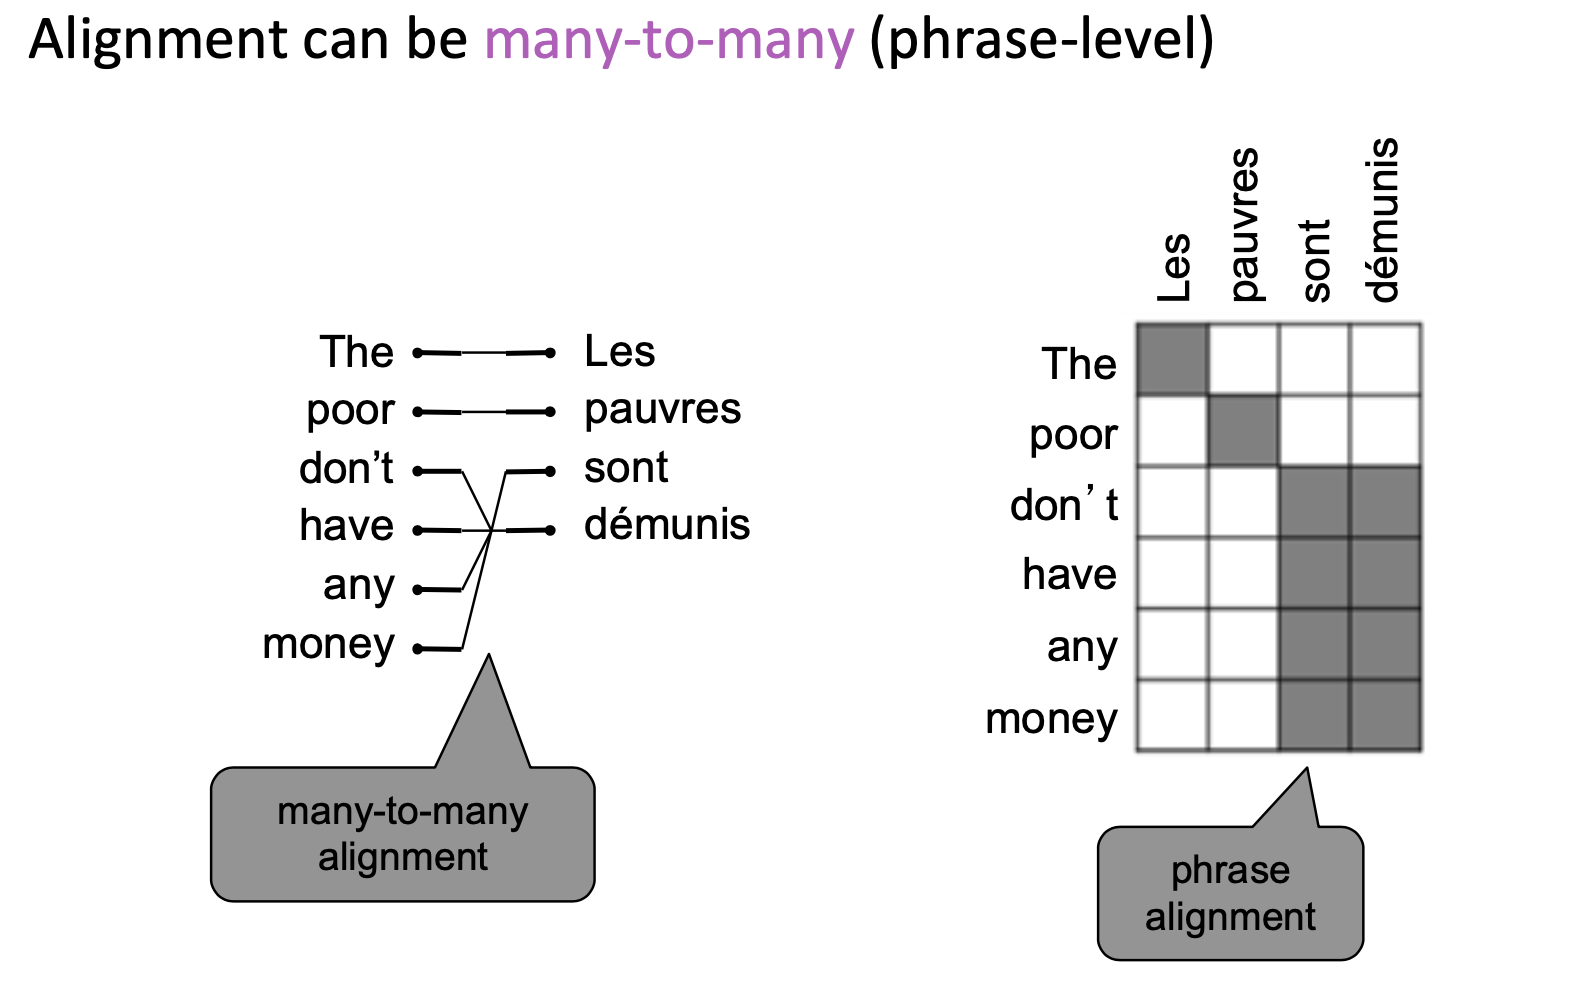 Alignment can be many-to-many (phrase-level)
The Les
poor pauvres
don't sont
have démunis
any
money
many-to-many
alignment
Les pauvres sont démunis
The
poor
don't
have
any
money
phrase
alignment